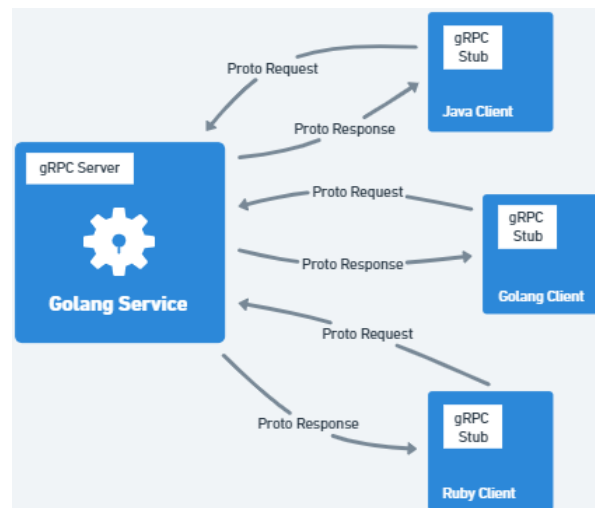 gRPC
Stub
Java Client
Proto Request
Proto Response
gRPC Server
Golang Service
Proto Request
gRPC
Stub
Golang Client
Proto Response
Proto Request
Proto Response
gRPC
Stub
Ruby Client